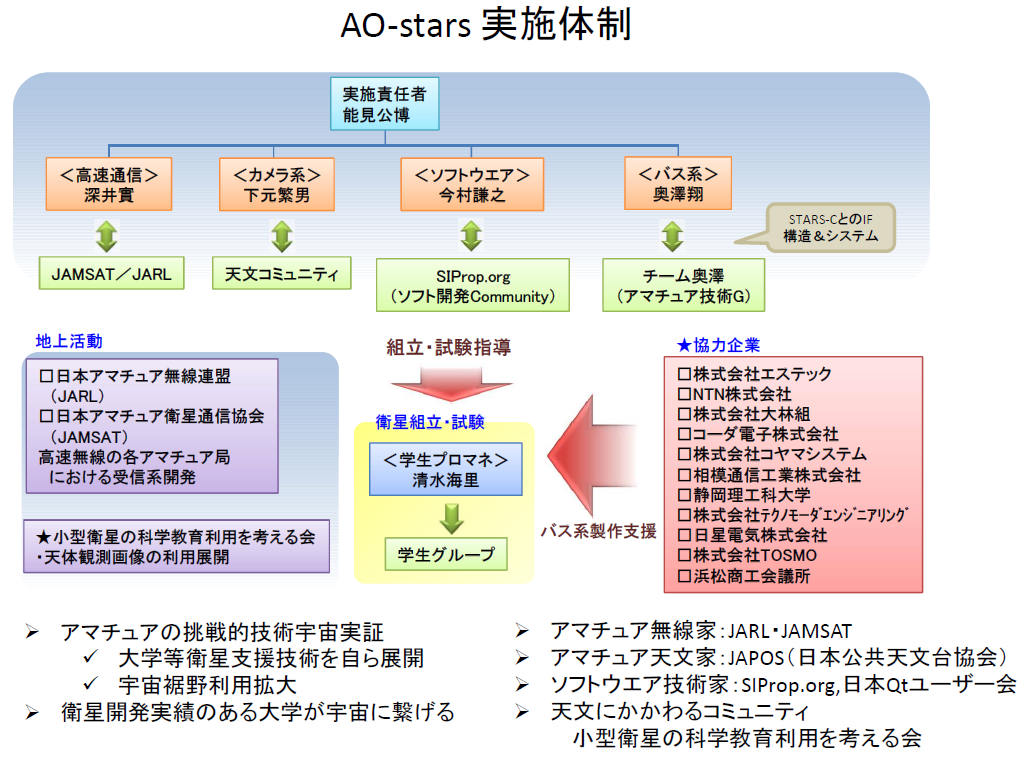 AO-stars 実施体制
実施責任者
能見公博
＜高速通信＞
深井實
＜カメラ系＞
下元繁男
＜ソフトウエア＞
今村謙之
＜バス系＞
奥澤翔
STARS-CとのIF
構造＆システム
JAMSAT／JARL
天文コミュニティ
SIProp.org
（ソフト開発Community）
チーム奥澤
（アマチュア技術G）
地上活動
□日本アマチュア無線連盟
（JARL）
□日本アマチュア衛星通信協会
（JAMSAT）
高速無線の各アマチュア局
における受信系開発
★小型衛星の科学教育利用を考える会
・天体観測画像の利用展開
組立・試験指導
衛星組立・試験
＜学生プロマネ＞
清水海里
学生グループ
バス系製作支援
★協力企業
□株式会社エステック
□NTN株式会社
□株式会社大林組
□コーダ電子株式会社
□株式会社コヤマシステム
□相模通信工業株式会社
□静岡理工科大学
□株式会社ﾃｸﾉﾓｰﾀﾞｴﾝｼﾞﾆｱﾘﾝｸﾞ
□日星電気株式会社
□株式会社TOSMO
□浜松商工会議所
➢ アマチュアの挑戦的技術宇宙実証
✓ 大学等衛星支援技術を自ら展開
✓ 宇宙裾野利用拡大
➢ 衛星開発実績のある大学が宇宙に繋げる
➢ アマチュア無線家：JARL・JAMSAT
➢ アマチュア天文家：JAPOS（日本公共天文台協会）
➢ ソフトウエア技術家：SIProp.org,日本Qtユーザー会
➢ 天文にかかわるコミュニティ
小型衛星の科学教育利用を考える会